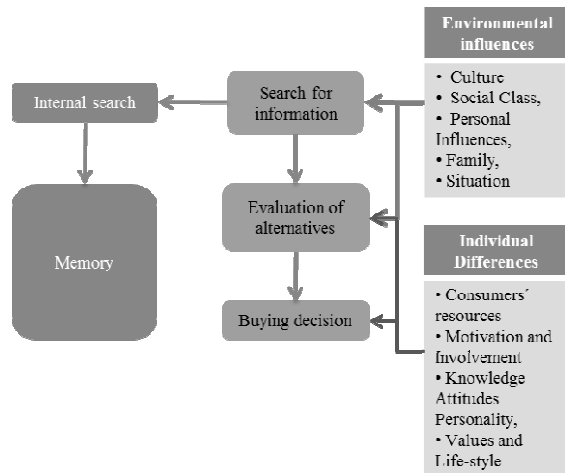 Environmental
influences
• Culture
• Social Class,
• Personal
Influences,
• Family,
• Situation
Search for
information
Internal search
Memory
Evaluation of
alternatives
Buying decision
Individual
Differences
• Consumers´
resources
• Motivation and
Involvement
• Knowledge
Attitudes
Personality,
• Values and
Life-style